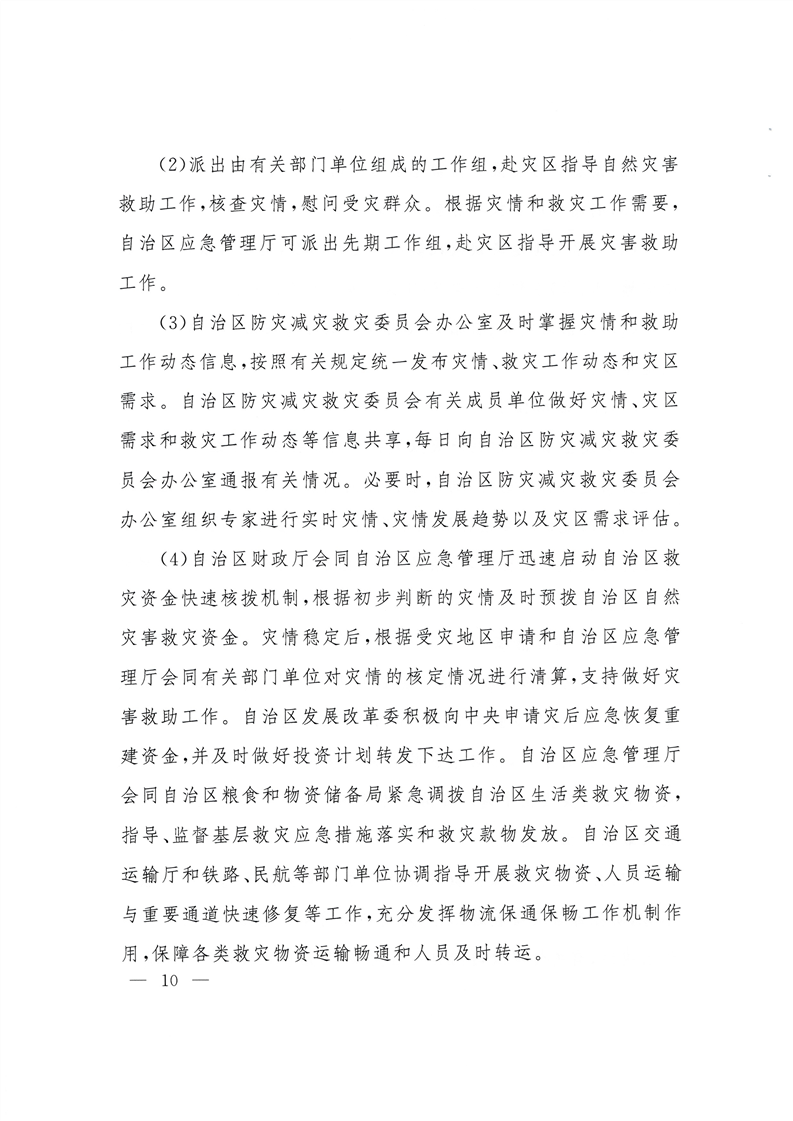 (2)派出由有关部门单位组成的工作组,赴灾区指导自然灾害
救助工作,核查灾情,慰问受灾群众。根据灾情和救灾工作需要,
自治区应急管理厅可派出先期工作组,赴灾区指导开展灾害救助
工作。
(3)自治区防灾减灾救灾委员会办公室及时掌握灾情和救助
工作动态信息,按照有关规定统一发布灾情、救灾工作动态和灾区
需求。自治区防灾减灾救灾委员会有关成员单位做好灾情、灾区
需求和救灾工作动态等信息共享,每日向自治区防灾减灾救灾委
员会办公室通报有关情况。必要时,自治区防灾减灾救灾委员会
办公室组织专家进行实时灾情、灾情发展趋势以及灾区需求评估。
(4)自治区财政厅会同自治区应急管理厅迅速启动自治区救
灾资金快速核拨机制,根据初步判断的灾情及时预拨自治区自然
灾害救灾资金。灾情稳定后,根据受灾地区申请和自治区应急管
理厅会同有关部门单位对灾情的核定情况进行清算,支持做好灾
害救助工作。自治区发展改革委积极向中央申请灾后应急恢复重
建资金,并及时做好投资计划转发下达工作。自治区应急管理厅
会同自治区粮食和物资储备局紧急调拨自治区生活类救灾物资,
指导、监督基层救灾应急措施落实和救灾款物发放。自治区交通
运输厅和铁路、民航等部门单位协调指导开展救灾物资、人员运输
与重要通道快速修复等工作,充分发挥物流保通保畅工作机制作
用,保障各类救灾物资运输畅通和人员及时转运。
— 10 —